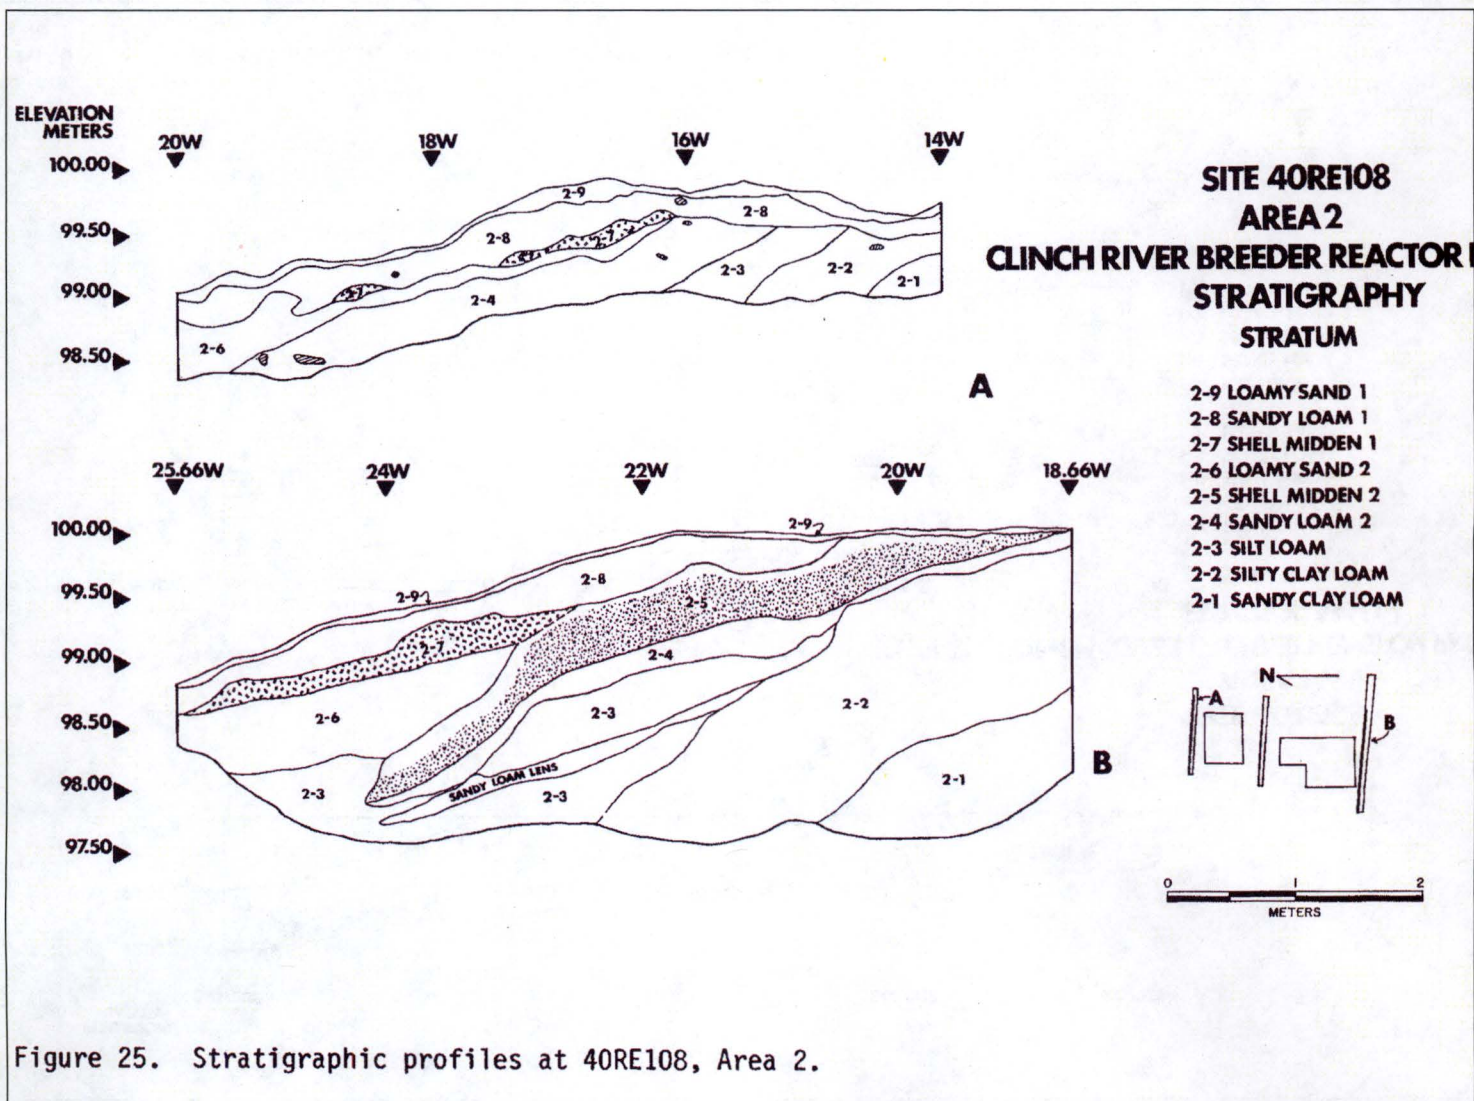 ELEVATION
METERS
20W 18W 16W 14W
100.00
99.50
99.00
98.50
2-9
2-8
2-8
2-7
2-4
2-3
2-2
2-1
2-6
A
25.66W 24W 22W 20W 18.66W
100.00
99.50
99.00
98.50
98.00
97.50
2-9
2-8
2-9
2-5
2-7
2-4
2-6
2-3
2-2
2-3
SANDY LOAM LENS
2-3
2-1
B
SITE 40RE108
AREA 2
CLINCH RIVER BREEDER REACTOR
STRATIGRAPHY
STRATUM
2-9 LOAMY SAND 1
2-8 SANDY LOAM 1
2-7 SHELL MIDDEN 1
2-6 LOAMY SAND 2
2-5 SHELL MIDDEN 2
2-4 SANDY LOAM 2
2-3 SILT LOAM
2-2 SILTY CLAY LOAM
2-1 SANDY CLAY LOAM
N
A
B
0 1 2
METERS
Figure 25. Stratigraphic profiles at 40RE108, Area 2.